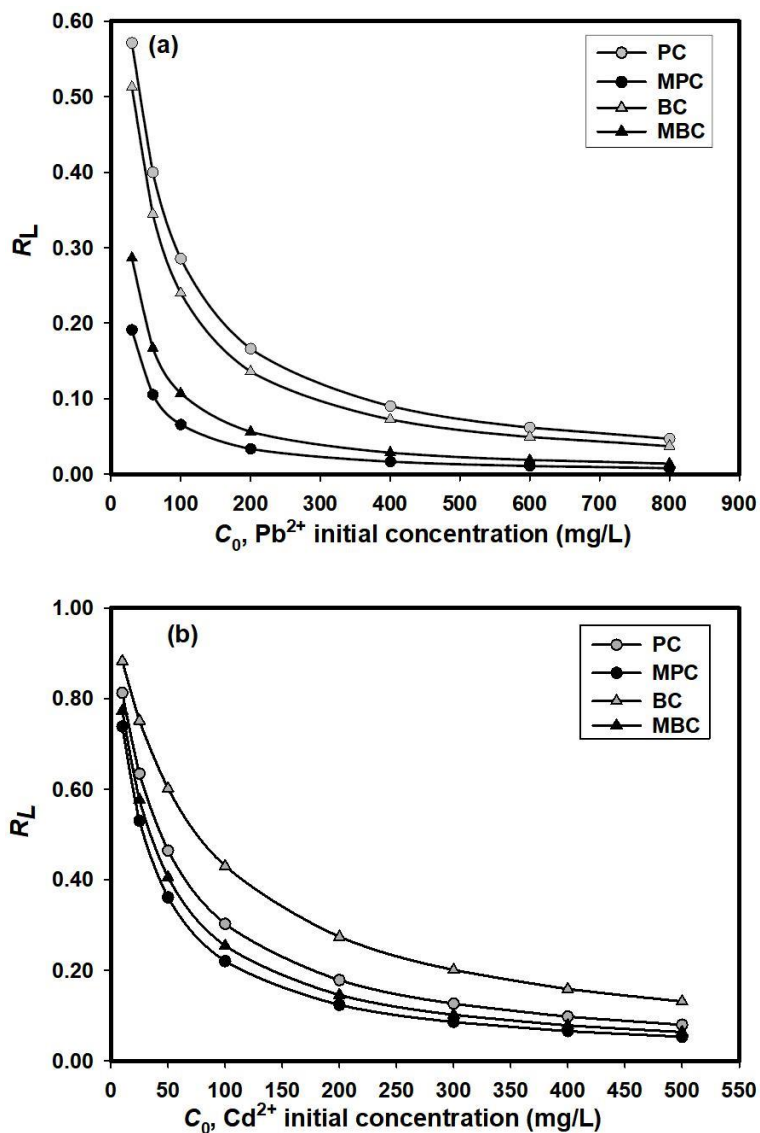 (a)
PC
MPC
BC
MBC
0.60
0.50
0.40
0.30
0.20
0.10
0.00
RL
0 100 200 300 400 500 600 700 800 900
C0, Pb2+ initial concentration (mg/L)
(b)
PC
MPC
BC
MBC
1.00
0.80
0.60
0.40
0.20
0.00
RL
0 50 100 150 200 250 300 350 400 450 500 550
C0, Cd2+ initial concentration (mg/L)